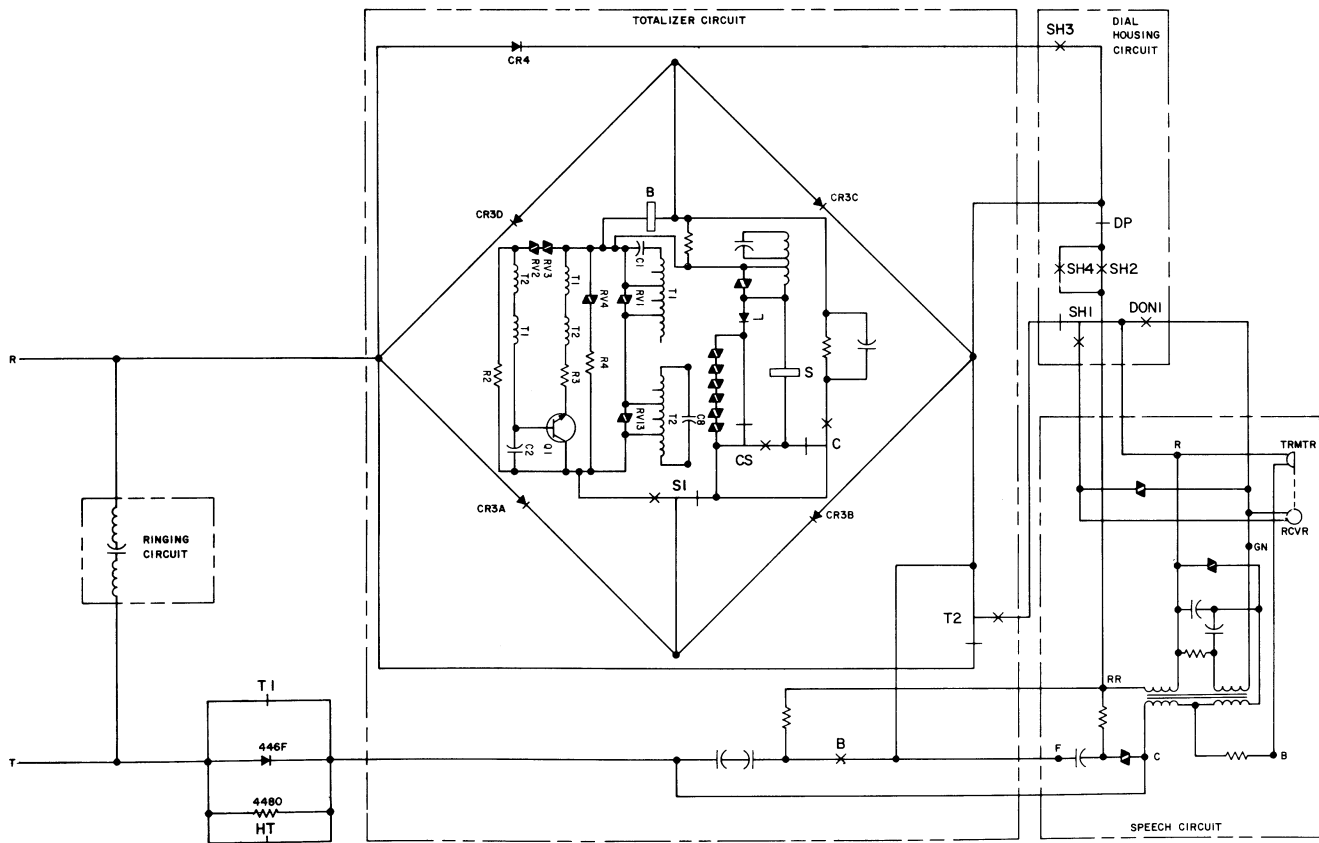 TOTALIZER CIRCUIT
DIAL
HOUSING
CIRCUIT
SH3
CR4
B
CR3D
CR3C
DP
C1
RV2
RV3
T2
T1
RV4
RV1
T1
SH4
SH2
SH1
DON1
L
T1
T2
R
R2
R3
R4
S
RV13
T2
C8
C2
Q1
CS
C
R
TRMTR
S1
CR3A
CR3B
RCVR
GN
RINGING
CIRCUIT
T2
RR
T1
446F
B
T
F
C
B
4480
HT
SPEECH CIRCUIT